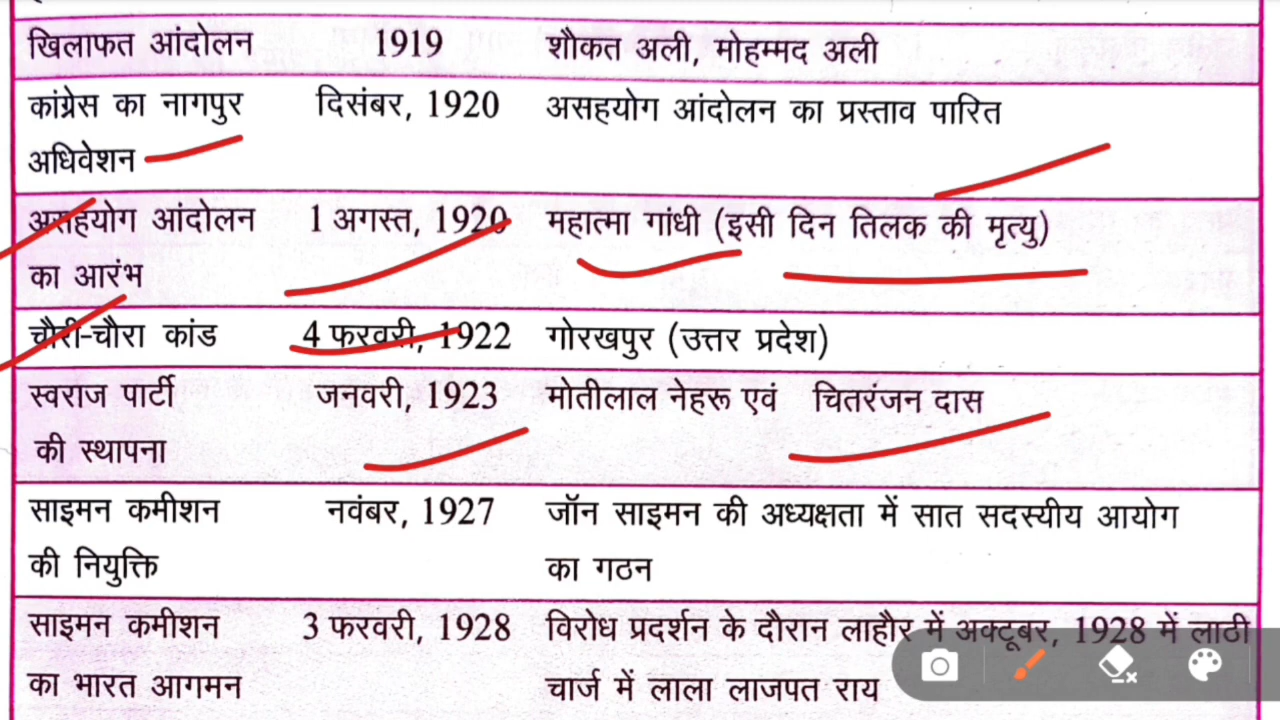 खिलाफत आंदोलन 1919 शौकत अली, मोहम्मद अली
कांग्रेस का नागपुर दिसंबर, 1920 असहयोग आंदोलन का प्रस्ताव पारित
अधिवेशन
असहयोग आंदोलन 1 अगस्त, 1920 महात्मा गांधी (इसी दिन तिलक की मृत्यु)
का आरंभ
चौरी-चौरा कांड 4 फरवरी, 1922 गोरखपुर (उत्तर प्रदेश)
स्वराज पार्टी जनवरी, 1923 मोतीलाल नेहरू एवं चितरंजन दास
की स्थापना
साइमन कमीशन नवंबर, 1927 जॉन साइमन की अध्यक्षता में सात सदस्यीय आयोग
की नियुक्ति का गठन
साइमन कमीशन 3 फरवरी, 1928 विरोध प्रदर्शन के दौरान लाहौर में अक्टूबर, 1928 में लाठी
का भारत आगमन चार्ज में लाला लाजपत राय